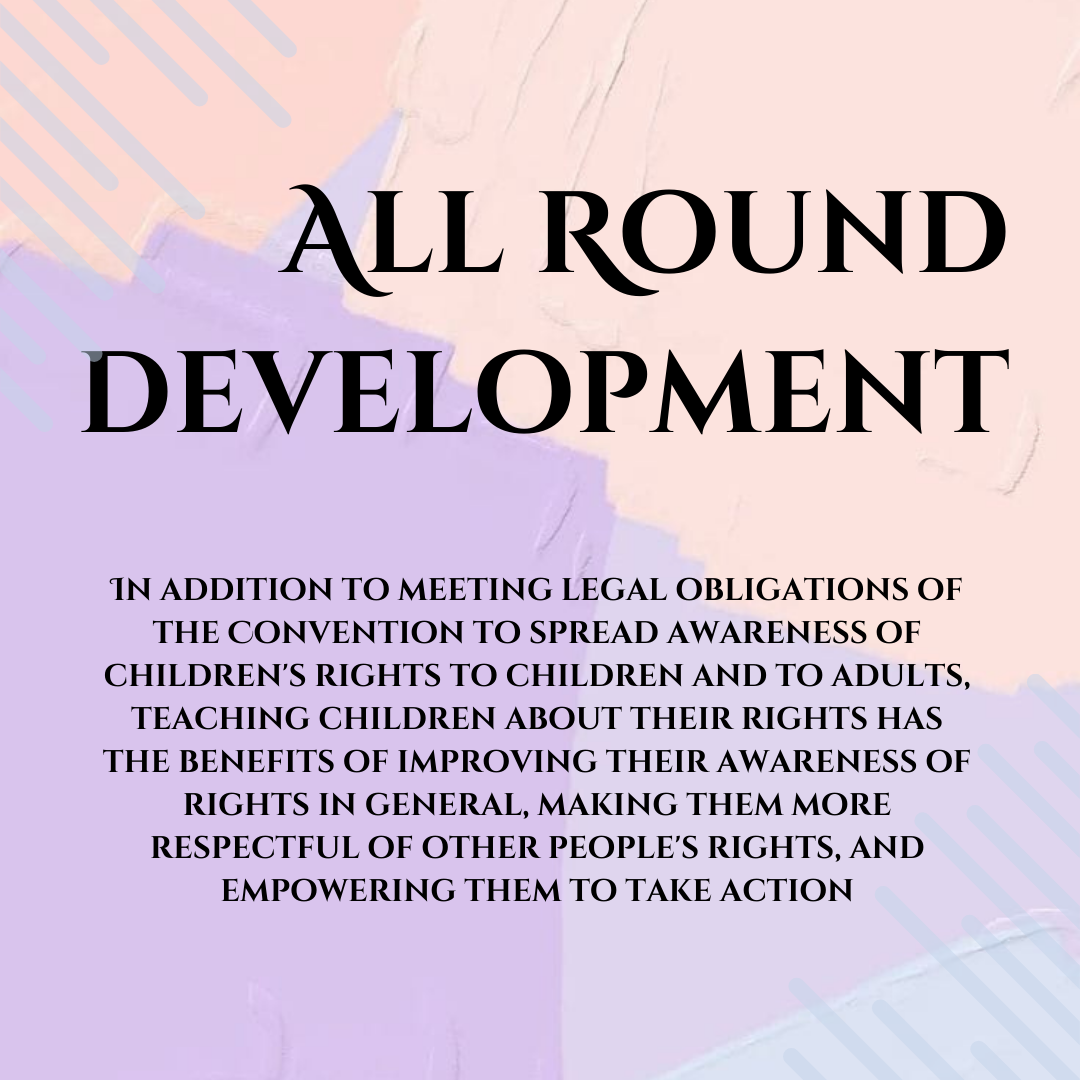 All Round
Development
In addition to meeting legal obligations of
the Convention to spread awareness of
children's rights to children and to adults,
teaching children about their rights has
the benefits of improving their awareness of
rights in general, making them more
respectful of other people's rights, and
empowering them to take action